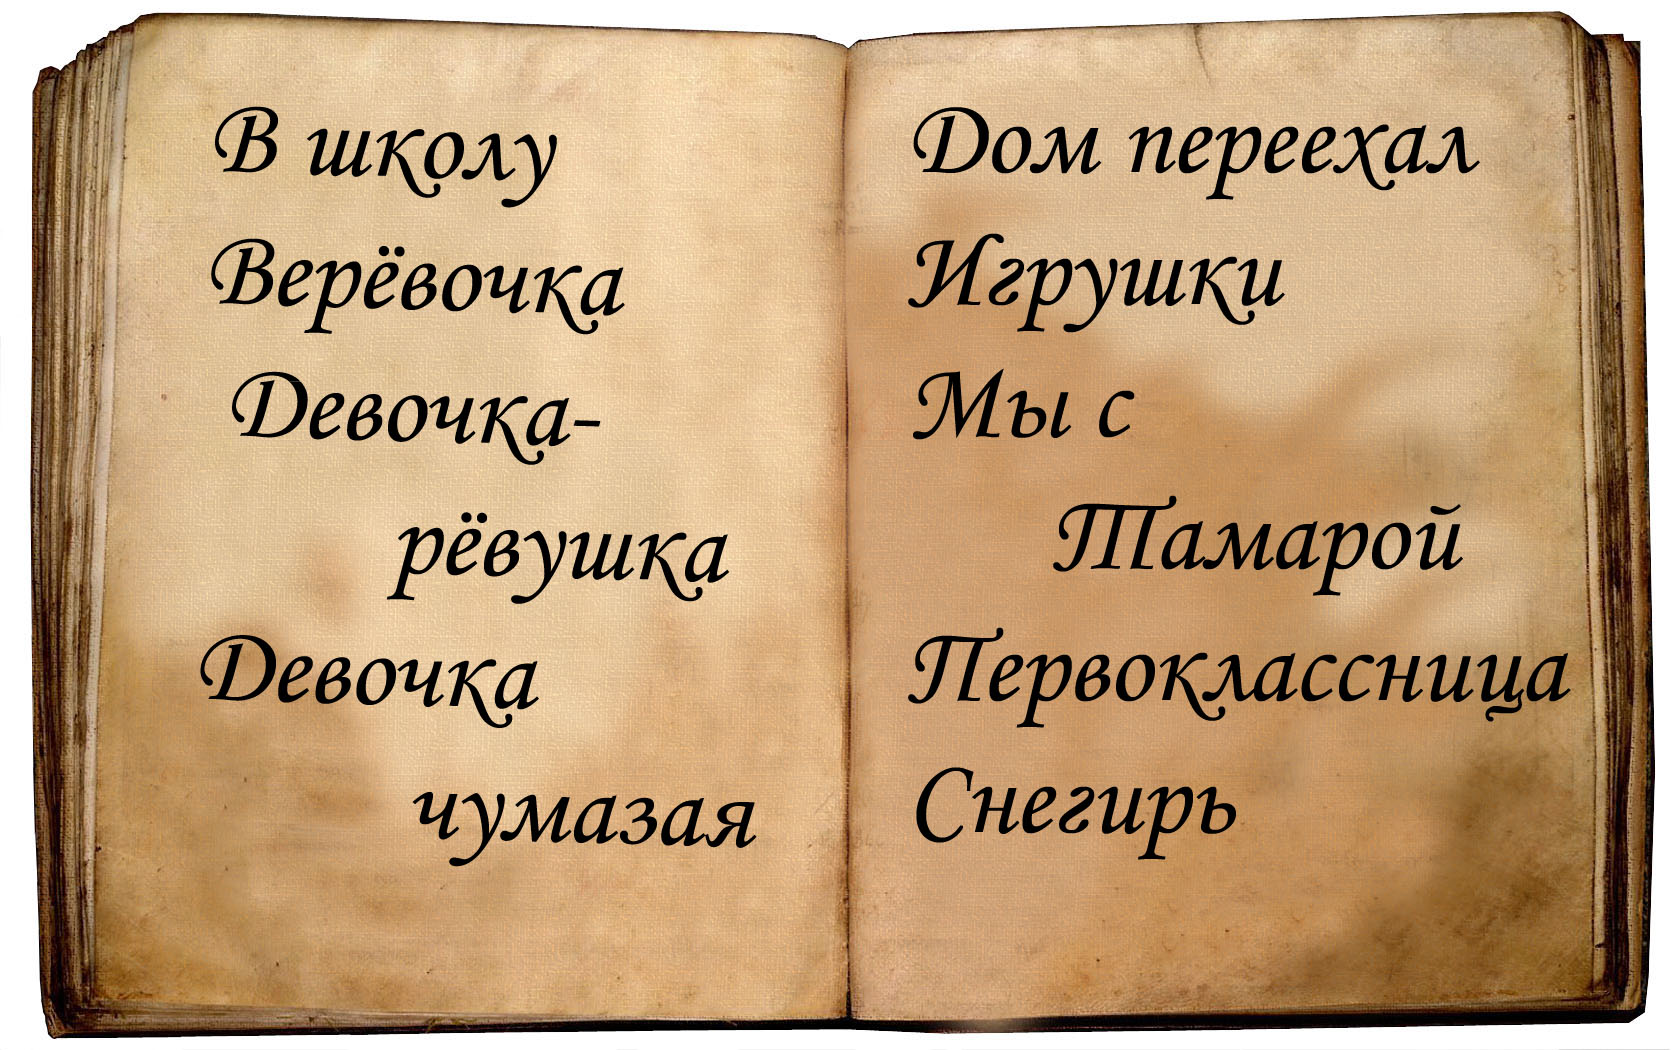 В школу
Верёвочка
Девочка-
рёвушка
Девочка
чумазая
Дом переехал
Игрушки
Мы с
Тамарой
Первоклассница
Снегирь